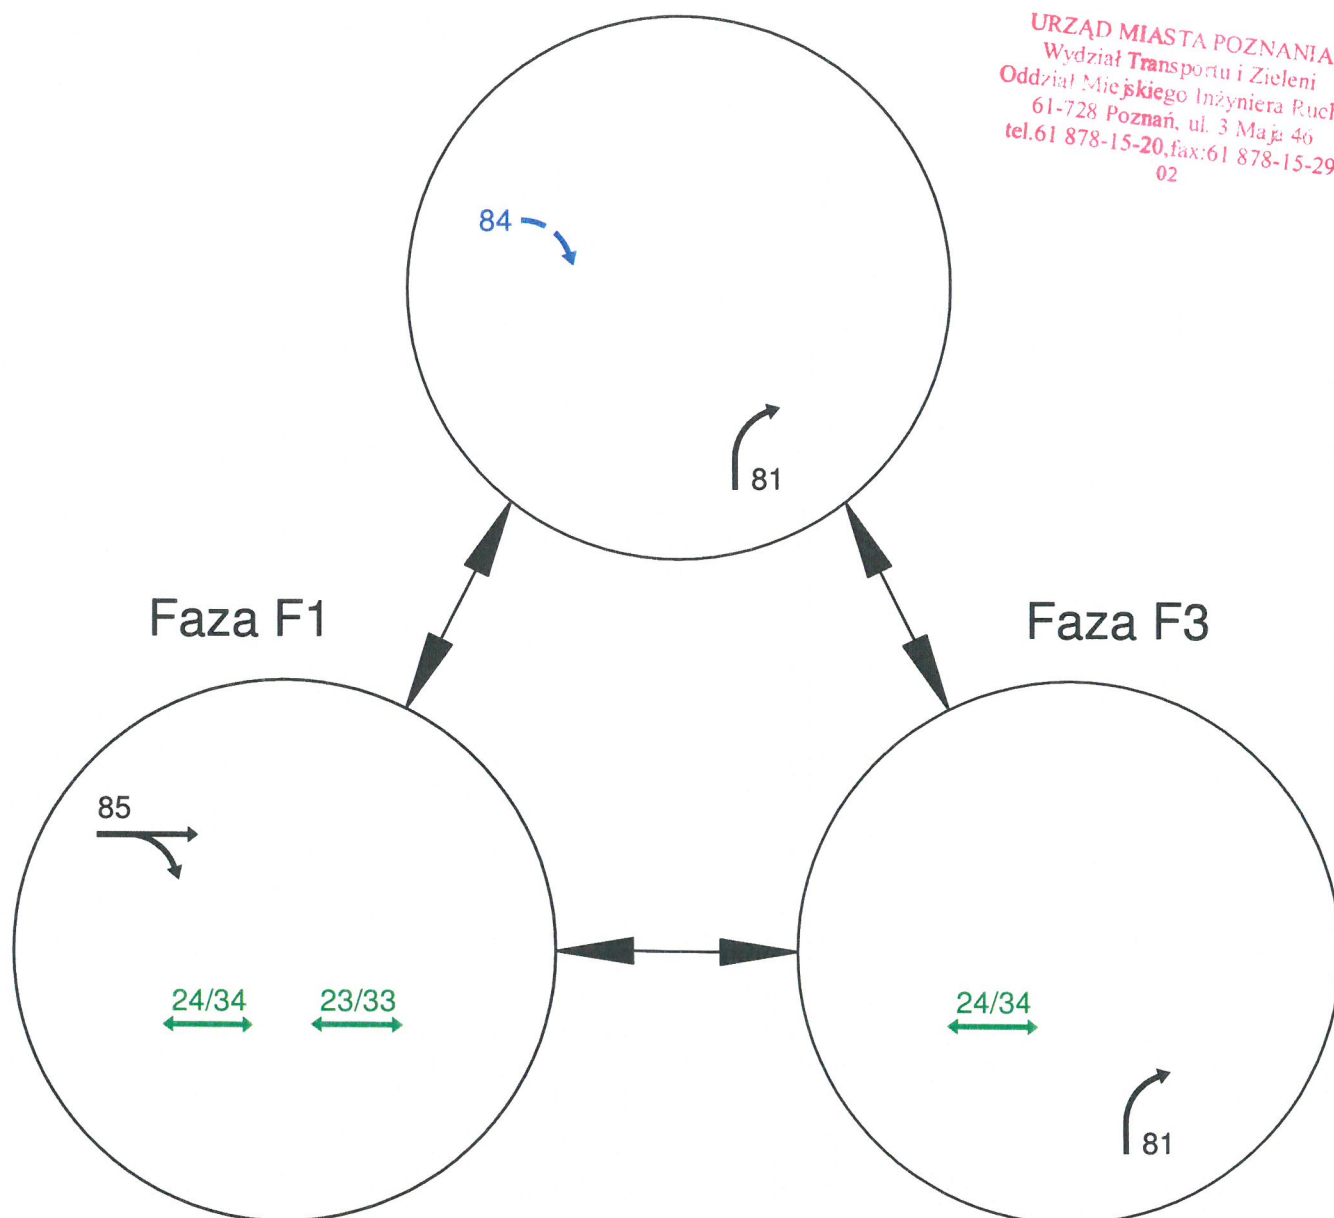 URZĄD MIASTA POZNANIA
Wydział Transportu i Zieleni
Oddział Miejskiego Inżyniera Ruch
61-728 Poznań, ul. 3 Maja 46
tel.61 878-15-20,fax:61 878-15-29
02
84
81
Faza F1
Faza F3
85
24/34
23/33
24/34
81